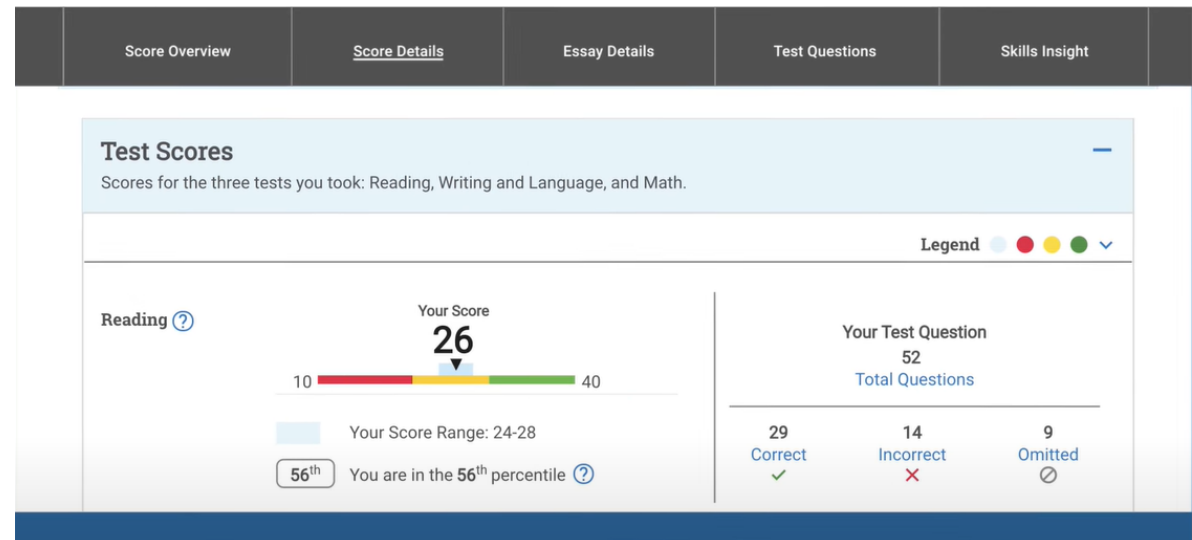 Score Overview
Score Details
Essay Details
Test Questions
Skills Insight
Test Scores
Scores for the three tests you took: Reading, Writing and Language, and Math.
Legend
Reading ?
Your Score
26
10
40
Your Score Range: 24-28
56th You are in the 56th percentile ?
Your Test Question
52
Total Questions
29 14 9
Correct Incorrect Omitted